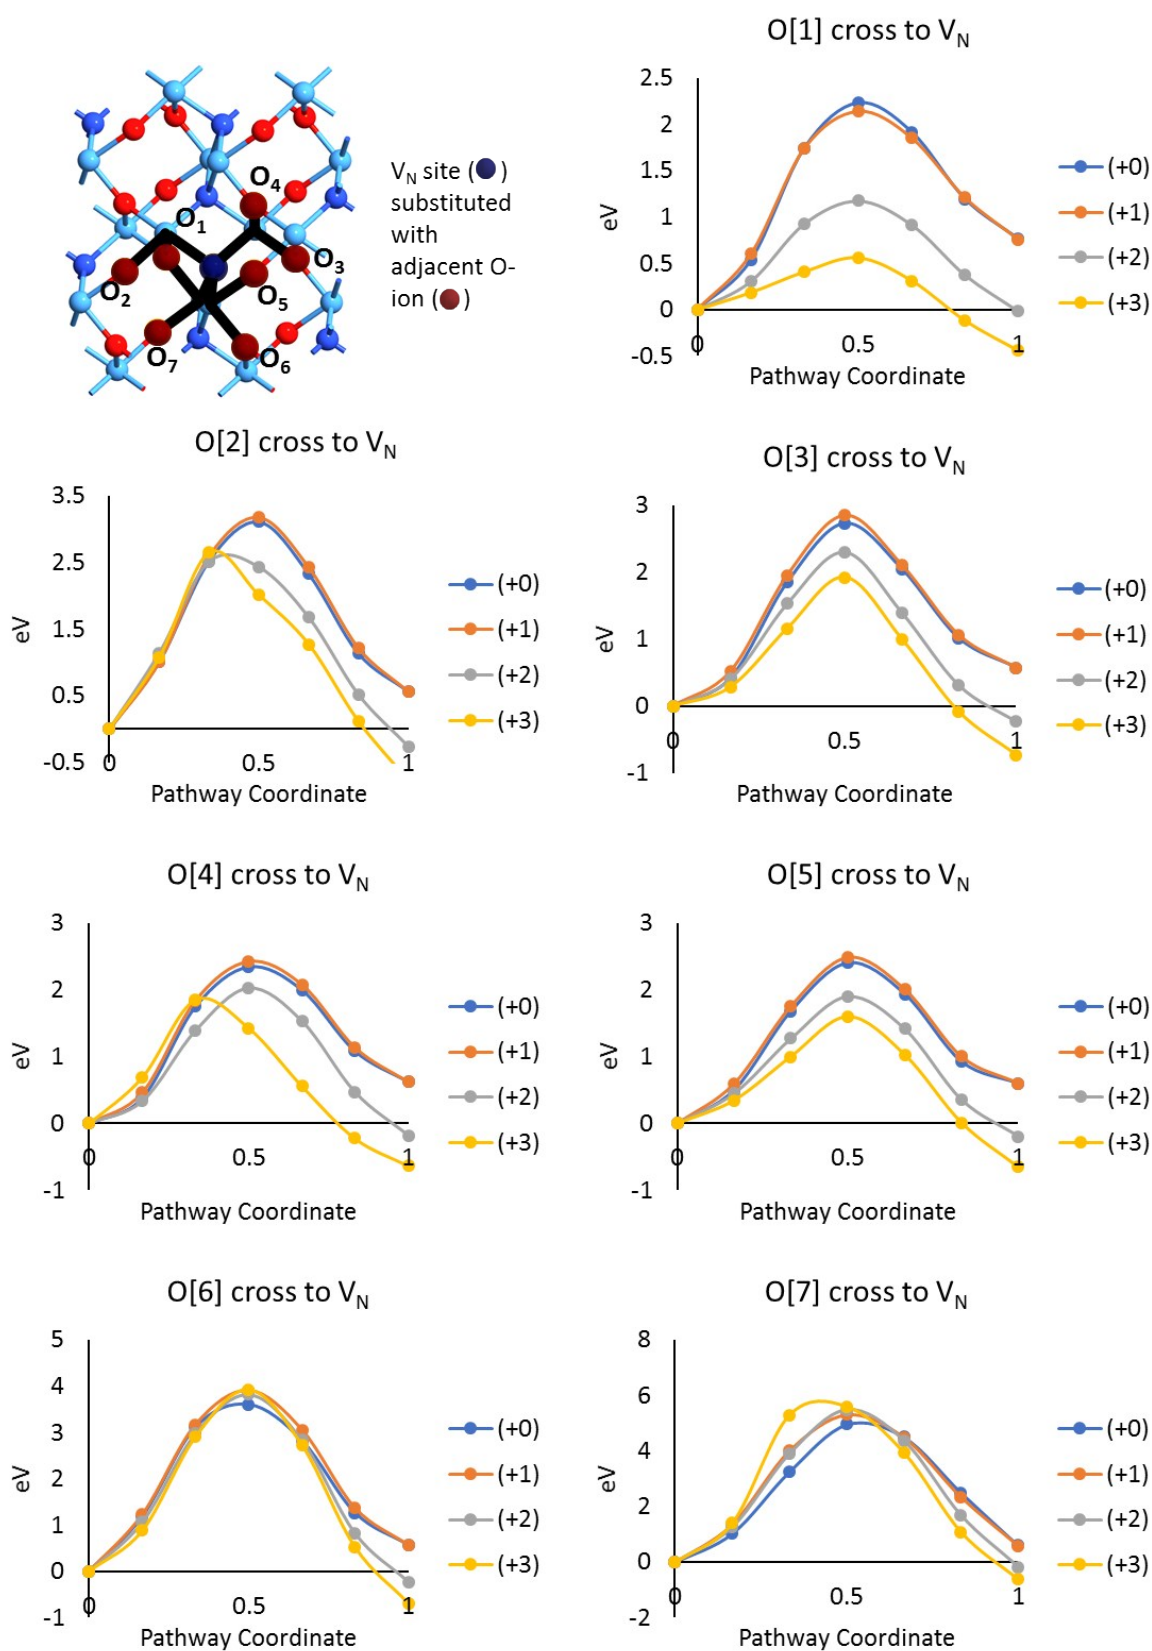 O[1] cross to V_N
2.5
2
1.5
1
0.5
0
-0.5
eV
0
0.5
1
Pathway Coordinate
(+0)
(+1)
(+2)
(+3)
O4
O1
O3
O2
O5
O7
O6
V_N site ( )
substituted
with
adjacent O-
ion ( )
O[2] cross to V_N
3.5
2.5
1.5
0.5
-0.5
eV
0
0.5
1
Pathway Coordinate
(+0)
(+1)
(+2)
(+3)
O[3] cross to V_N
3
2
1
0
-1
eV
0
0.5
1
Pathway Coordinate
(+0)
(+1)
(+2)
(+3)
O[4] cross to V_N
3
2
1
0
-1
eV
0
0.5
1
Pathway Coordinate
(+0)
(+1)
(+2)
(+3)
O[5] cross to V_N
3
2
1
0
-1
eV
0
0.5
1
Pathway Coordinate
(+0)
(+1)
(+2)
(+3)
O[6] cross to V_N
5
4
3
2
1
0
-1
eV
0
0.5
1
Pathway Coordinate
(+0)
(+1)
(+2)
(+3)
O[7] cross to V_N
8
6
4
2
0
-2
eV
0
0.5
1
Pathway Coordinate
(+0)
(+1)
(+2)
(+3)